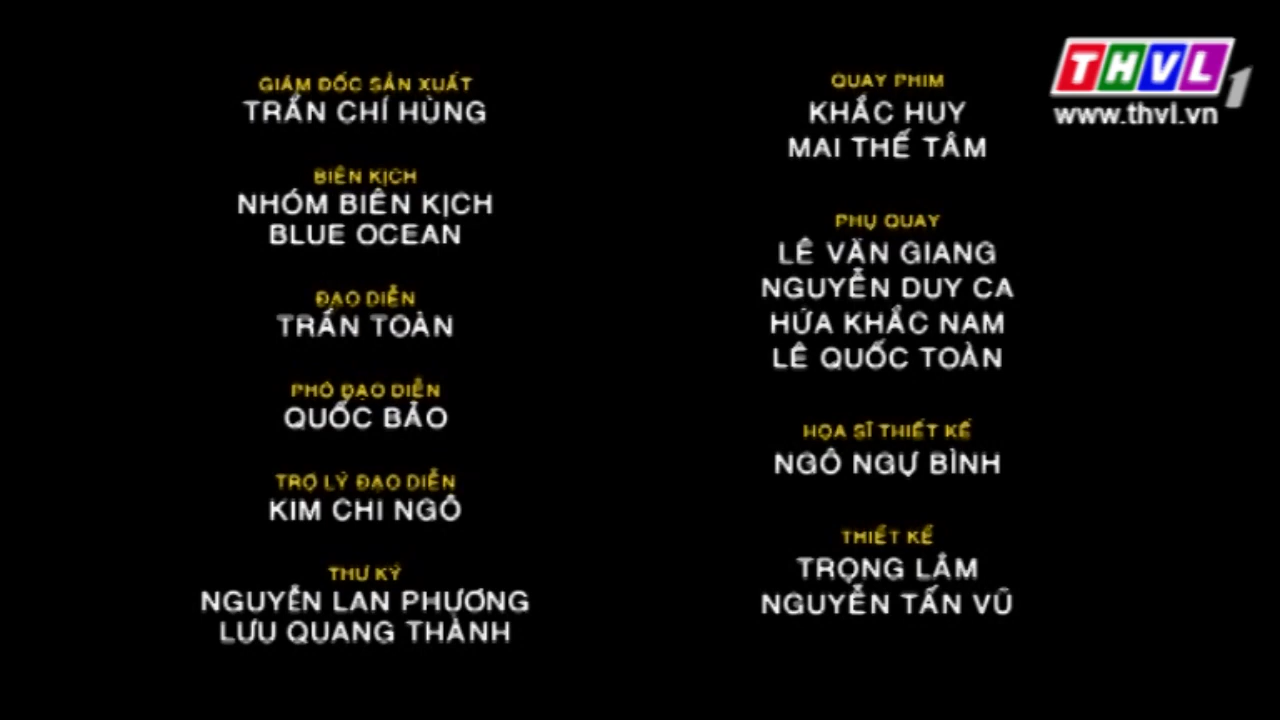 GIÁM ĐỐC SẢN XUẤT
TRẦN CHÍ HÙNG
BIÊN KỊCH
NHÓM BIÊN KỊCH
BLUE OCEAN
ĐẠO DIỄN
TRẦN TOÀN
PHÓ ĐẠO DIỄN
QUỐC BẢO
TRỢ LÝ ĐẠO DIỄN
KIM CHI NGÔ
THƯ KÝ
NGUYỄN LAN PHƯƠNG
LƯU QUANG THÀNH
QUAY PHIM
KHẮC HUY
MAI THẾ TÂM
PHỤ QUAY
LÊ VĂN GIANG
NGUYỄN DUY CA
HỨA KHẮC NAM
LÊ QUỐC TOÀN
HỌA SĨ THIẾT KẾ
NGÔ NGỰ BÌNH
THIẾT KẾ
TRỌNG LÂM
NGUYỄN TẤN VŨ
THVL 1
www.thvl.vn